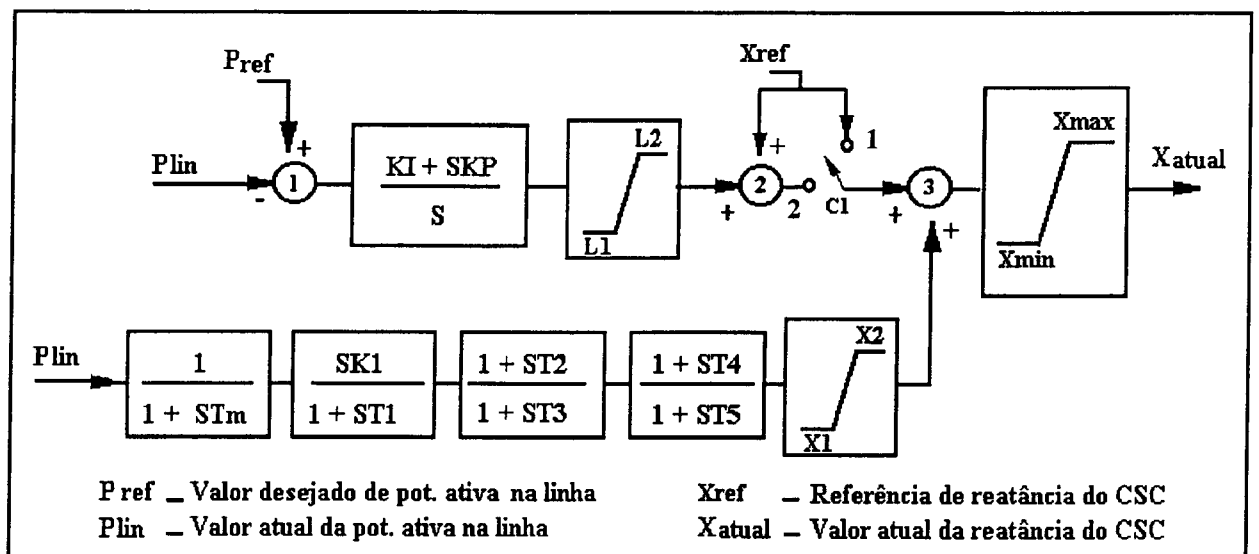 Pref
Xref
Plin
+
-
1
KI + SKP
S
L2
L1
+
+
2
2
1
C1
+
3
+
Xmax
Xmin
Xatual
Plin
1
1 + STm
SK1
1 + ST1
1 + ST2
1 + ST3
1 + ST4
1 + ST5
X2
X1
Pref – Valor desejado de pot. ativa na linha
Plin – Valor atual da pot. ativa na linha
Xref – Referência de reatância do CSC
Xatual – Valor atual da reatância do CSC